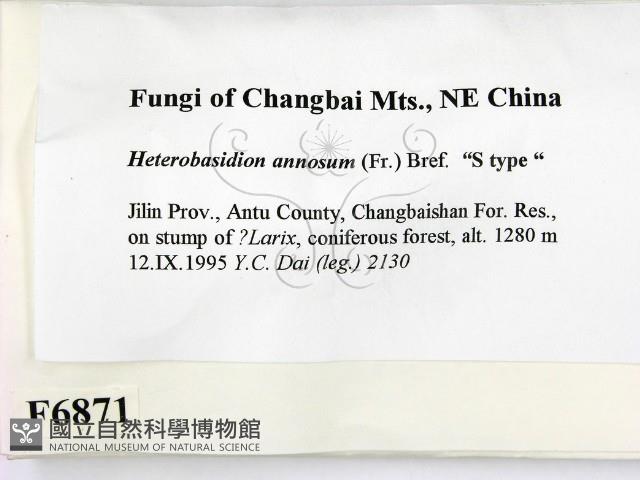 Fungi of Changbai Mts., NE China
Heterobasidion annosum (Fr.) Bref. “S type “
Jilin Prov., Antu County, Changbaishan For. Res.,
on stump of ?Larix, coniferous forest, alt. 1280 m
12.IX.1995 Y.C. Dai (leg.) 2130
F6871
國立自然科學博物館
NATIONAL MUSEUM OF NATURAL SCIENCE